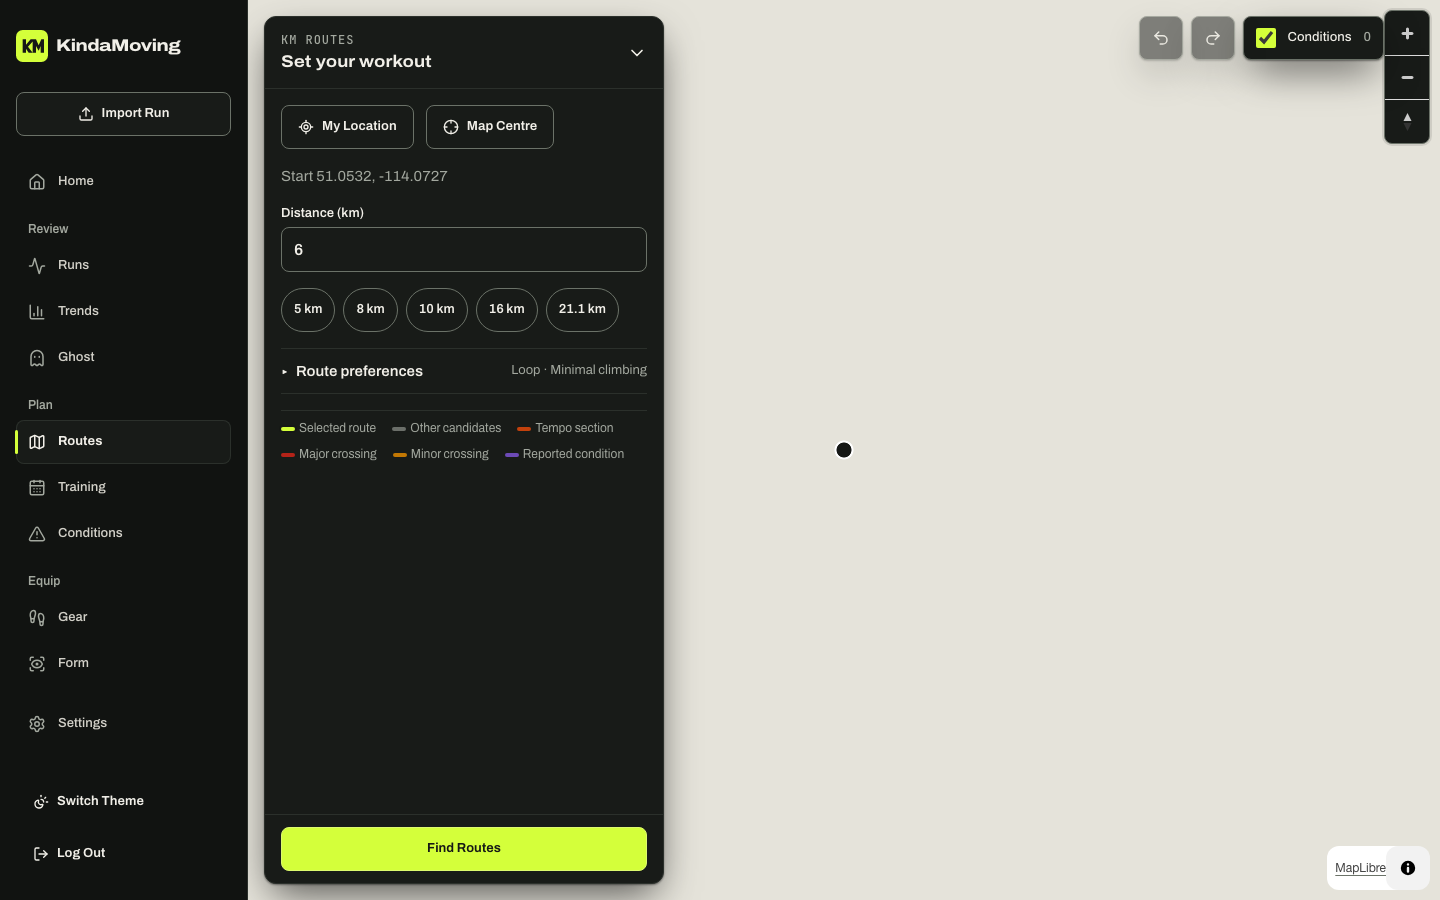 KM KindaMoving
Import Run
Home
Review
Runs
Trends
Ghost
Plan
Routes
Training
Conditions
Equip
Gear
Form
Settings
Switch Theme
Log Out
KM ROUTES
Set your workout
My Location
Map Centre
Start 51.0532, -114.0727
Distance (km)
6
5 km 8 km 10 km 16 km 21.1 km
Route preferences Loop · Minimal climbing
Selected route Other candidates Tempo section
Major crossing Minor crossing Reported condition
Find Routes
Conditions 0
MapLibre